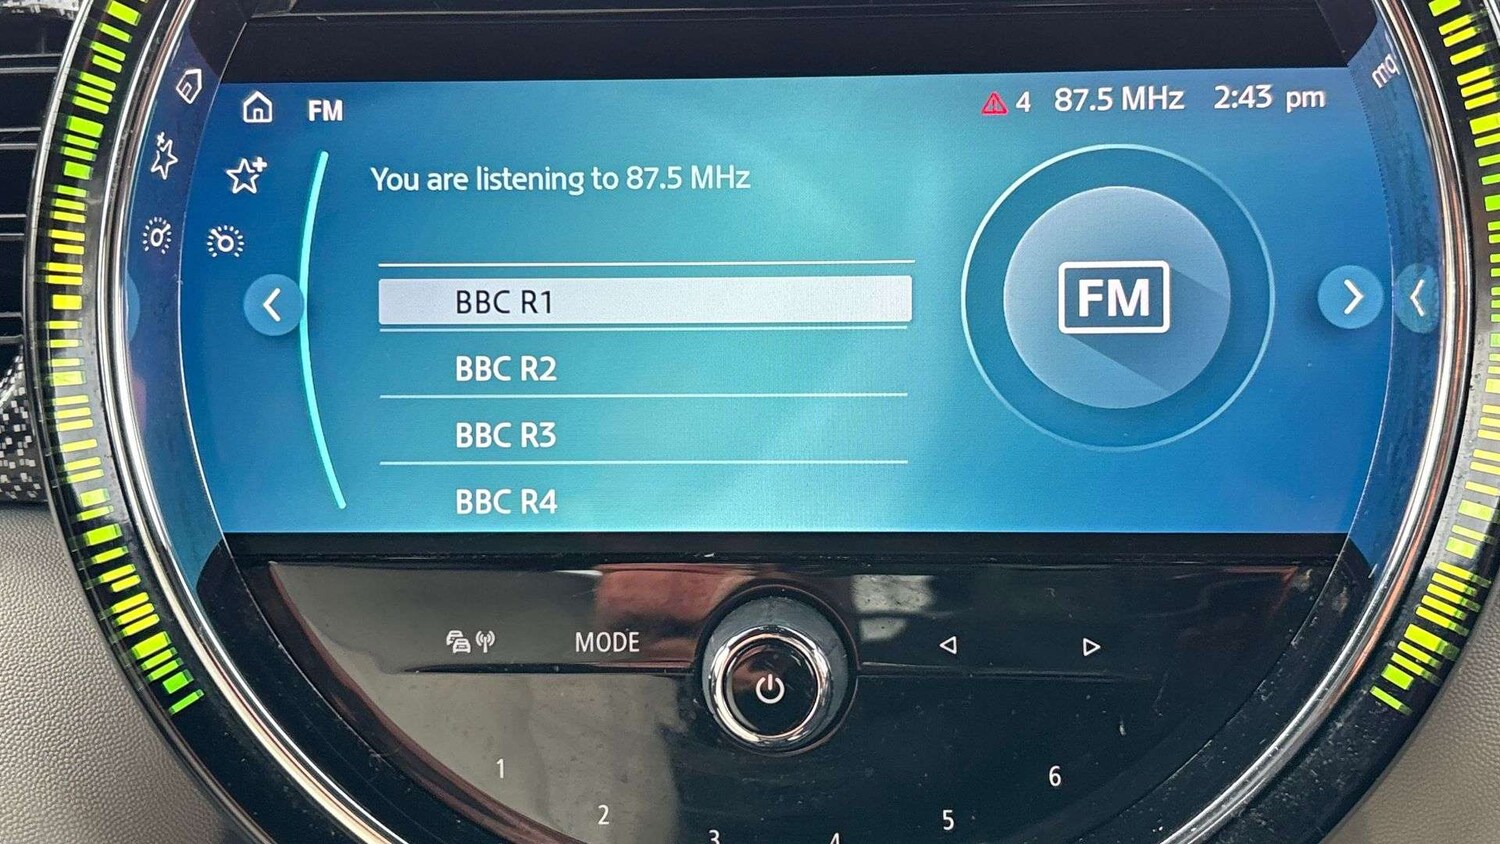 FM
4 87.5 MHz 2:43 pm
You are listening to 87.5 MHz
BBC R1
FM
BBC R2
BBC R3
BBC R4
MODE
1
2
3
4
5
6